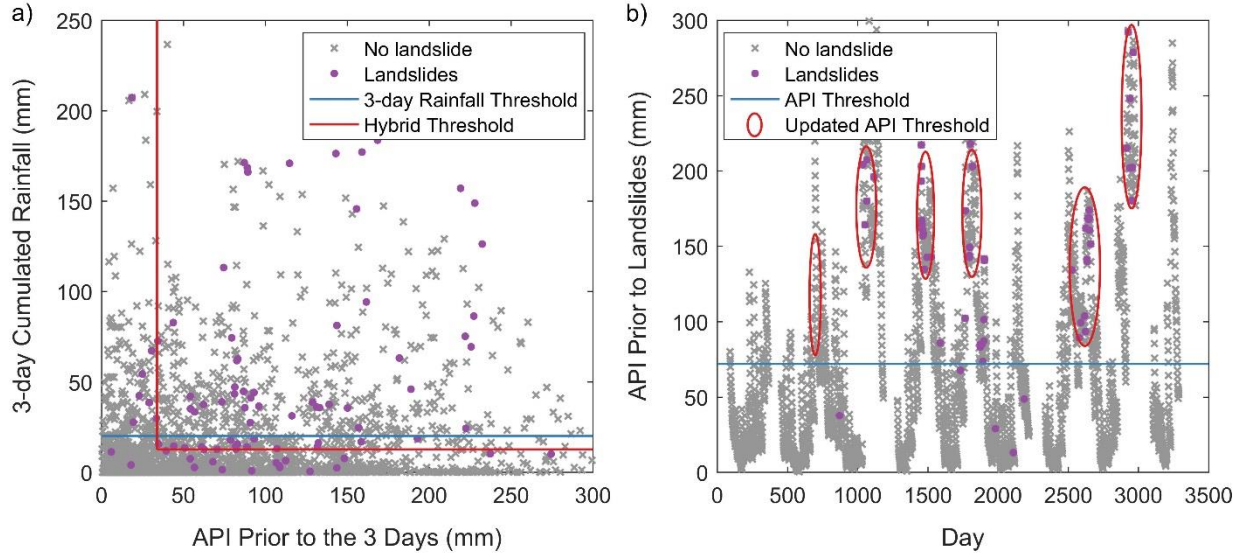 a)
250
200
150
100
50
0
3-day Cumulated Rainfall (mm)
No landslide
Landslides
3-day Rainfall Threshold
Hybrid Threshold
0 50 100 150 200 250 300
API Prior to the 3 Days (mm)
b)
300
250
200
150
100
50
0
API Prior to Landslides (mm)
No landslide
Landslides
API Threshold
Updated API Threshold
0 500 1000 1500 2000 2500 3000 3500
Day